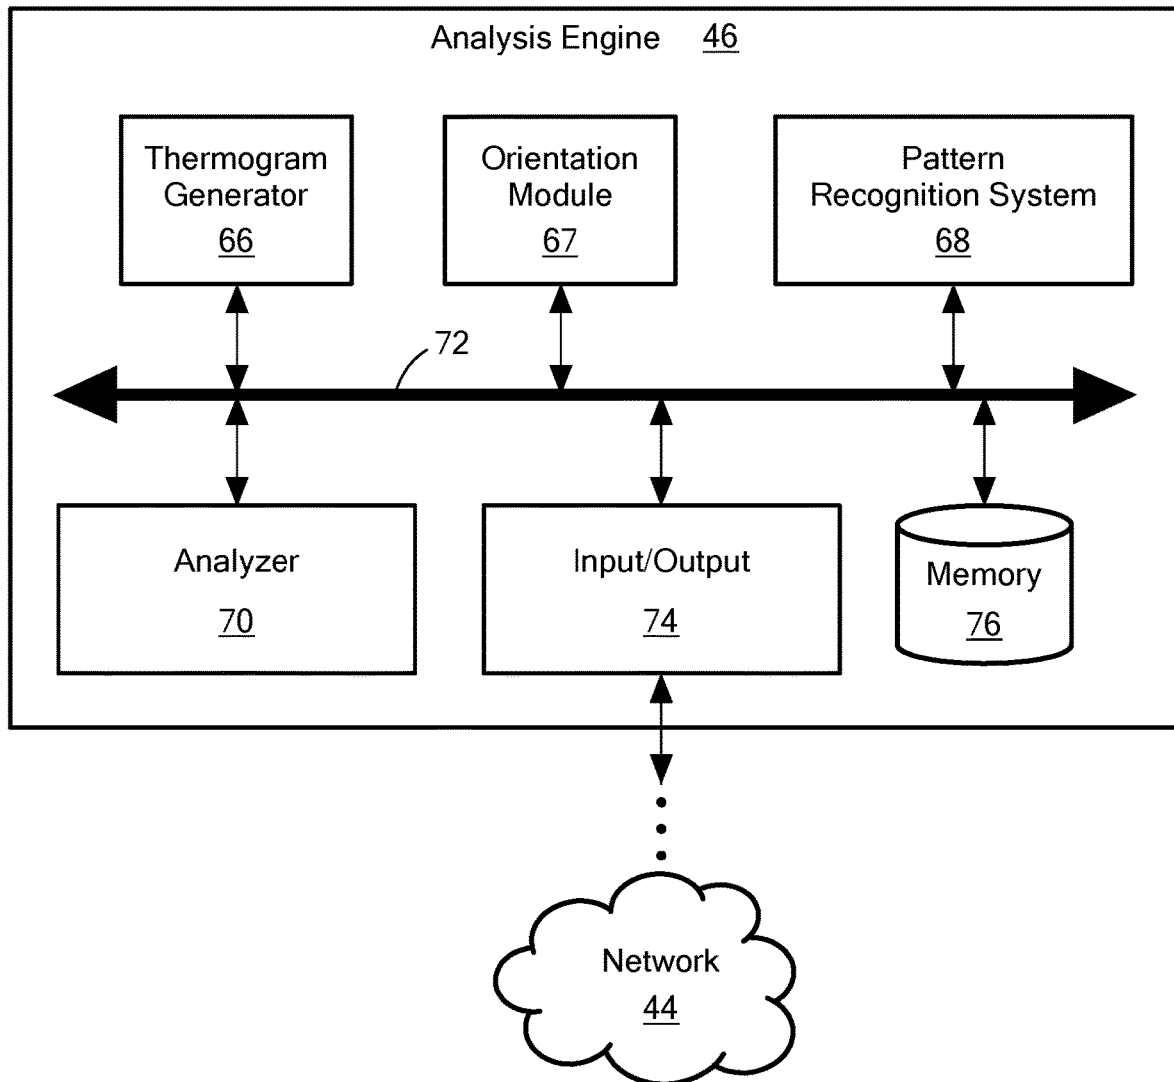 Analysis Engine 46
Thermogram
Generator
66
Orientation
Module
67
Pattern
Recognition System
68
72
Analyzer
70
Input/Output
74
Memory
76
Network
44